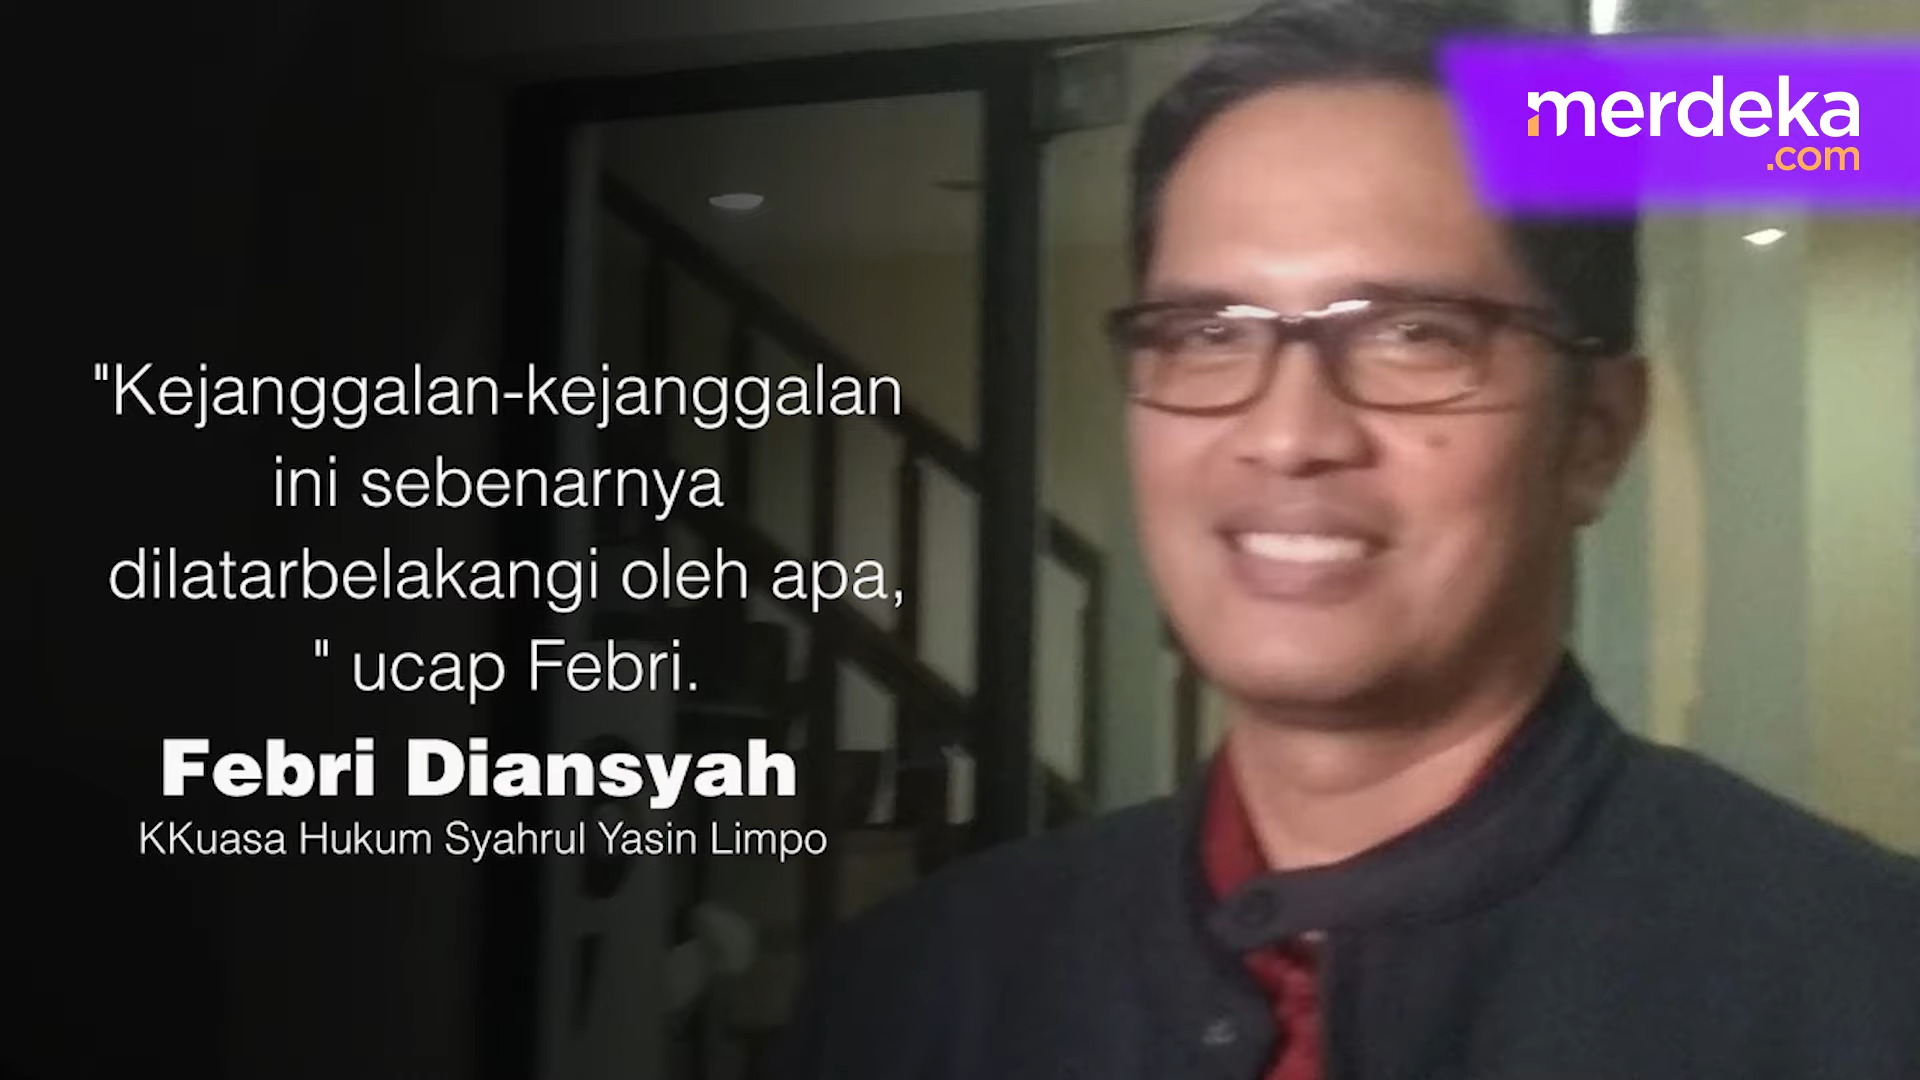 merdeka
.com
"Kejanggalan-kejanggalan
ini sebenarnya
dilatarbelakangi oleh apa,
" ucap Febri.
Febri Diansyah
KKuasa Hukum Syahrul Yasin Limpo